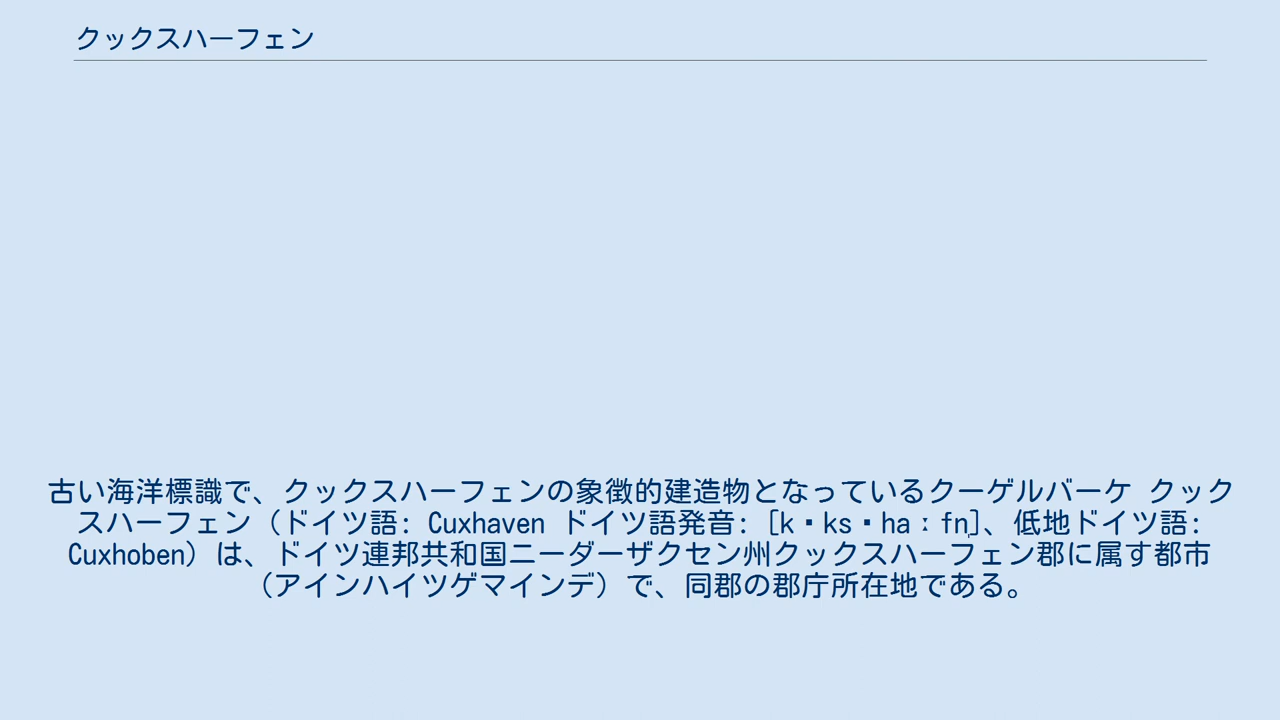 クックスハーフェン
古い海洋標識で、クックスハーフェンの象徴的建造物となっているクーゲルバーケ クック
スハーフェン（ドイツ語: Cuxhaven ドイツ語発音: [k▪ks▪haːfn̩]、低地ドイツ語:
Cuxhoben）は、ドイツ連邦共和国ニーダーザクセン州クックスハーフェン郡に属す都市
（アインハイツゲマインデ）で、同郡の郡庁所在地である。